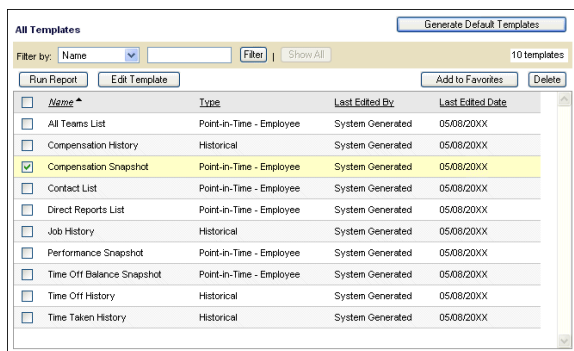 All Templates
Generate Default Templates
Filter by: Name Filter | Show All 10 templates
Run Report Edit Template Add to Favorites Delete
Name Type Last Edited By Last Edited Date
All Teams List Point-in-Time - Employee System Generated 05/08/20XX
Compensation History Historical System Generated 05/08/20XX
Compensation Snapshot Point-in-Time - Employee System Generated 05/08/20XX
Contact List Point-in-Time - Employee System Generated 05/08/20XX
Direct Reports List Point-in-Time - Employee System Generated 05/08/20XX
Job History Historical System Generated 05/08/20XX
Performance Snapshot Point-in-Time - Employee System Generated 05/08/20XX
Time Off Balance Snapshot Point-in-Time - Employee System Generated 05/08/20XX
Time Off History Historical System Generated 05/08/20XX
Time Taken History Historical System Generated 05/08/20XX